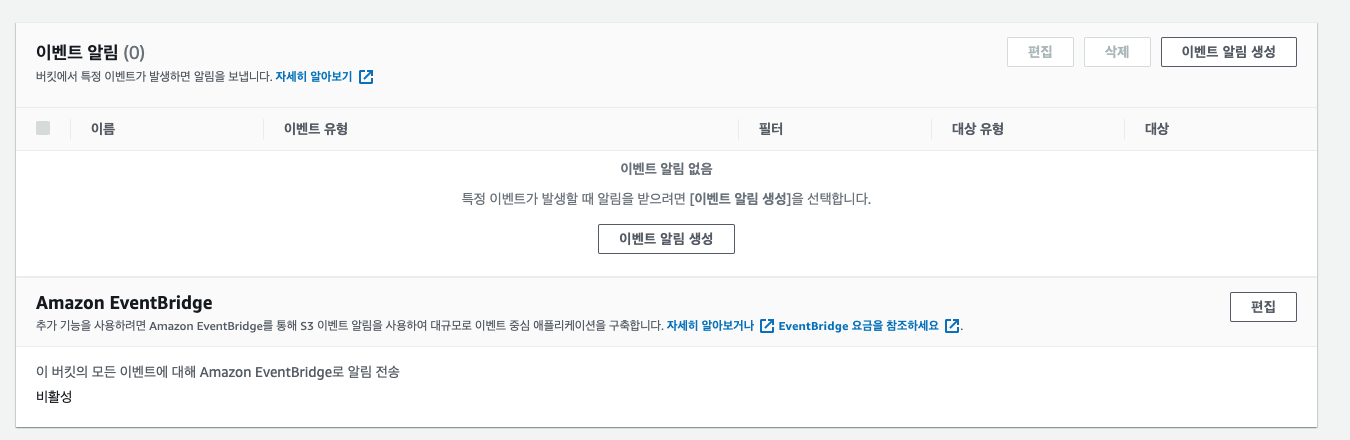 이벤트 알림 (0)
편집
삭제
이벤트 알림 생성
버킷에서 특정 이벤트가 발생하면 알림을 보냅니다. 자세히 알아보기
이름
이벤트 유형
필터
대상 유형
대상
이벤트 알림 없음
특정 이벤트가 발생할 때 알림을 받으려면 [이벤트 알림 생성]을 선택합니다.
이벤트 알림 생성
Amazon EventBridge
편집
추가 기능을 사용하려면 Amazon EventBridge를 통해 S3 이벤트 알림을 사용하여 대규모로 이벤트 중심 애플리케이션을 구축합니다. 자세히 알아보거나 EventBridge 요금을 참조하세요.
이 버킷의 모든 이벤트에 대해 Amazon EventBridge로 알림 전송
비활성